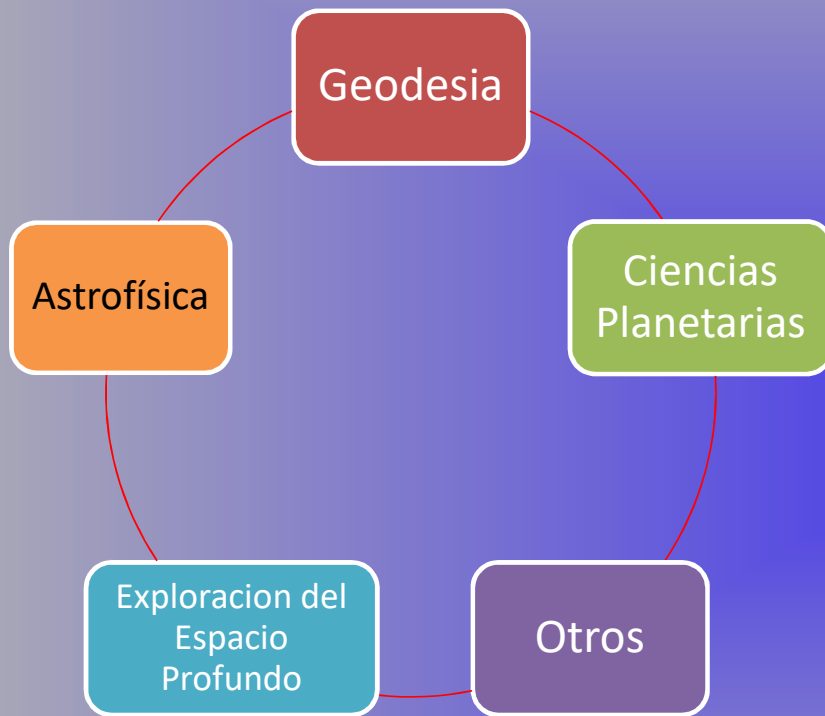 Geodesia
Ciencias
Planetarias
Astrofísica
Exploracion del
Espacio
Profundo
Otros